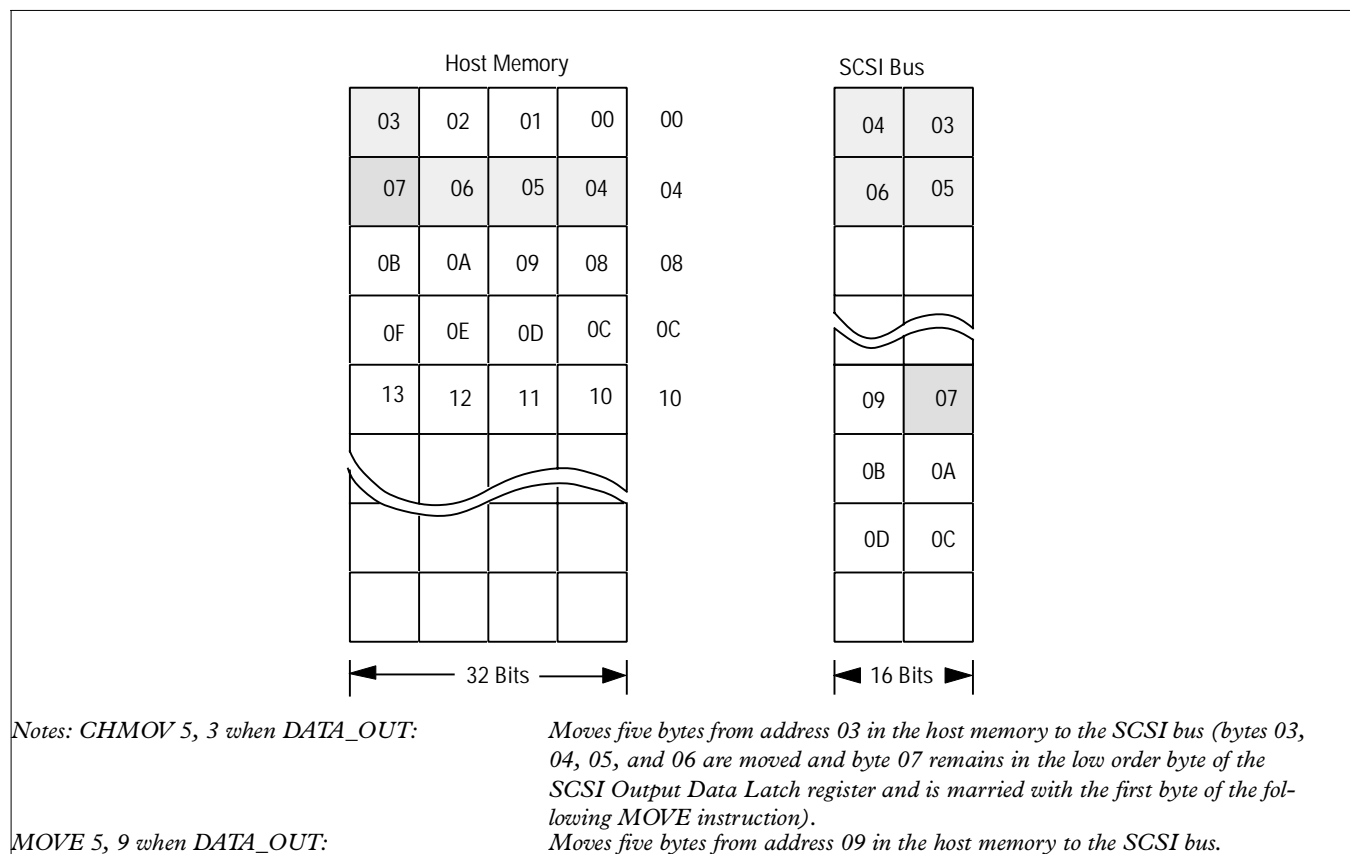 Host Memory SCSI Bus
03 02 01 00 00 04 03
07 06 05 04 04 06 05
0B 0A 09 08 08
0F 0E 0D 0C 0C
13 12 11 10 10 09 07
0B 0A
0D 0C
32 Bits 16 Bits
Notes: CHMOV 5, 3 when DATA_OUT: Moves five bytes from address 03 in the host memory to the SCSI bus (bytes 03,
04, 05, and 06 are moved and byte 07 remains in the low order byte of the
SCSI Output Data Latch register and is married with the first byte of the fol-
lowing MOVE instruction).
MOVE 5, 9 when DATA_OUT: Moves five bytes from address 09 in the host memory to the SCSI bus.